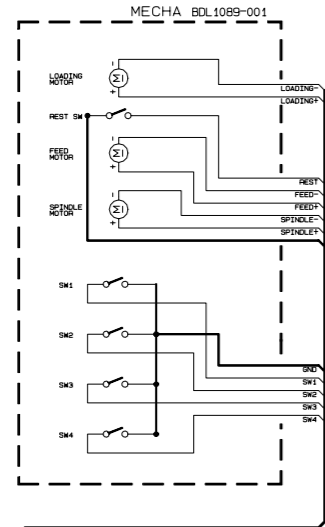 MECHA BDL1089-001
LOADING
MOTOR
LOADING-
LOADING+
REST SW
FEED
MOTOR
REST
FEED-
FEED+
SPINDLE
MOTOR
SPINDLE-
SPINDLE+
SW1
SW2
SW3
SW4
GND
SW1
SW2
SW3
SW4